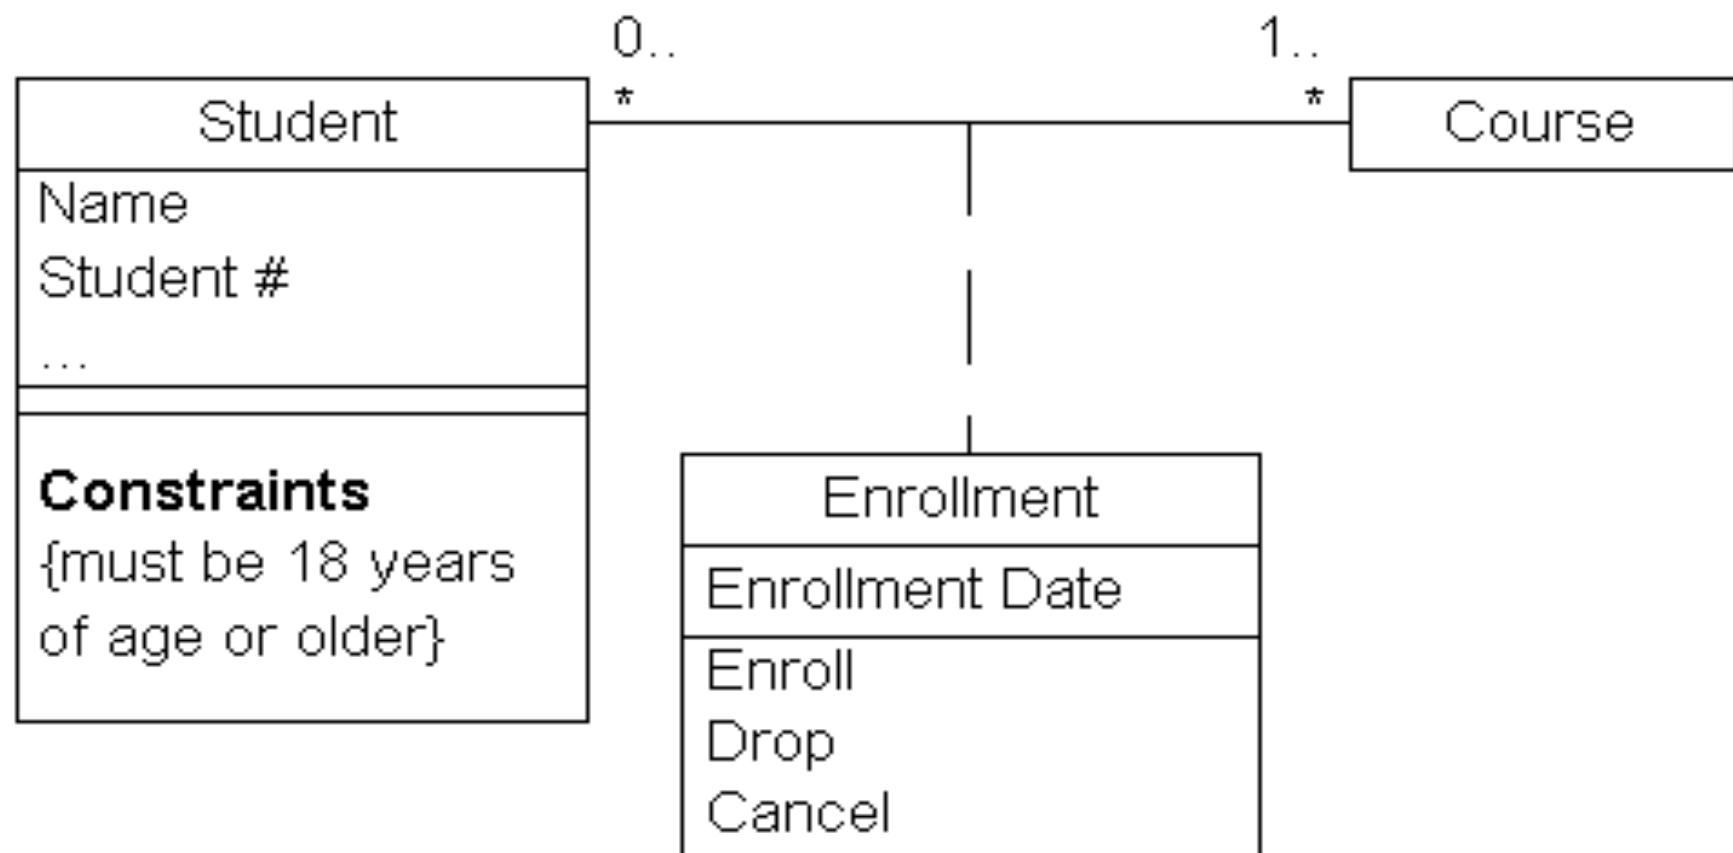 Student
Name
Student #
...
Constraints
{must be 18 years
of age or older}
0..
*
1..
*
Course
Enrollment
Enrollment Date
Enroll
Drop
Cancel